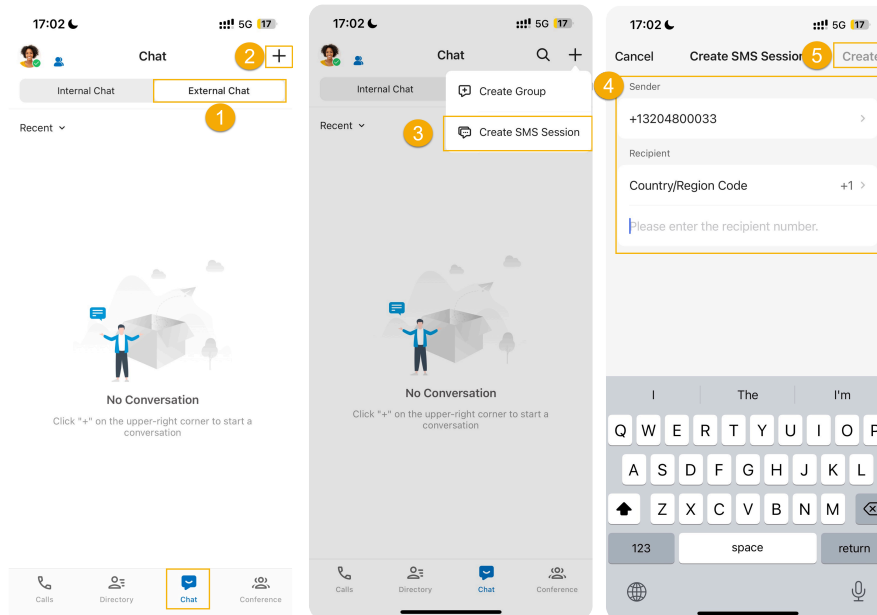 17:02
5G 17
2
Chat
Internal Chat
External Chat
1
Recent
No Conversation
Click "+" on the upper-right corner to start a
conversation
Calls
Directory
Chat
Conference
17:02
5G 17
Chat
Internal Chat
Create Group
Recent
3
Create SMS Session
No Conversation
Click "+" on the upper-right corner to start a
conversation
Calls
Directory
Chat
Conference
17:02
5G 17
Cancel
Create SMS Session
5
Create
4
Sender
+13204800033
Recipient
Country/Region Code
+1
Please enter the recipient number.
I The I'm
Q W E R T Y U I O P
A S D F G H J K L
Z X C V B N M
123 space return